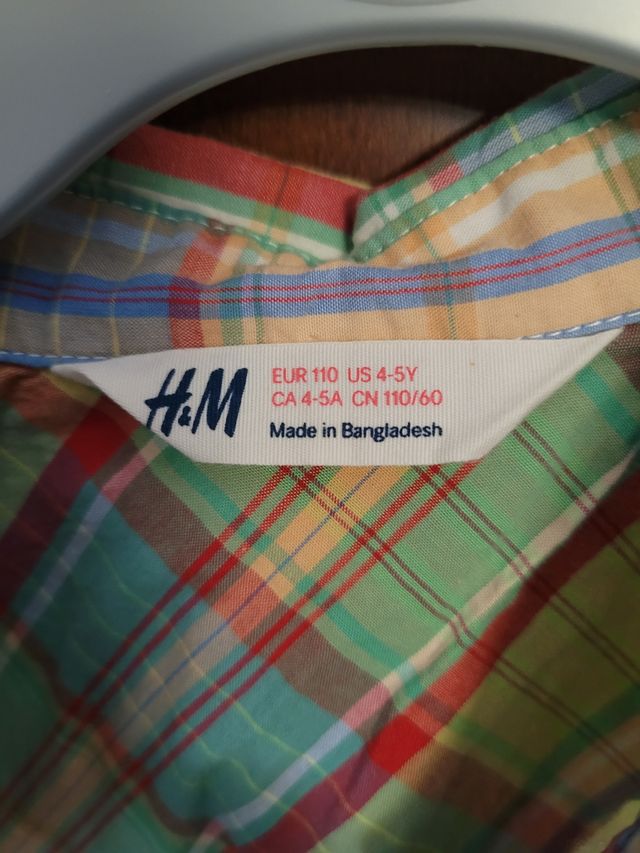 H&M
EUR 110 US 4-5Y
CA 4-5A CN 110/60
Made in Bangladesh